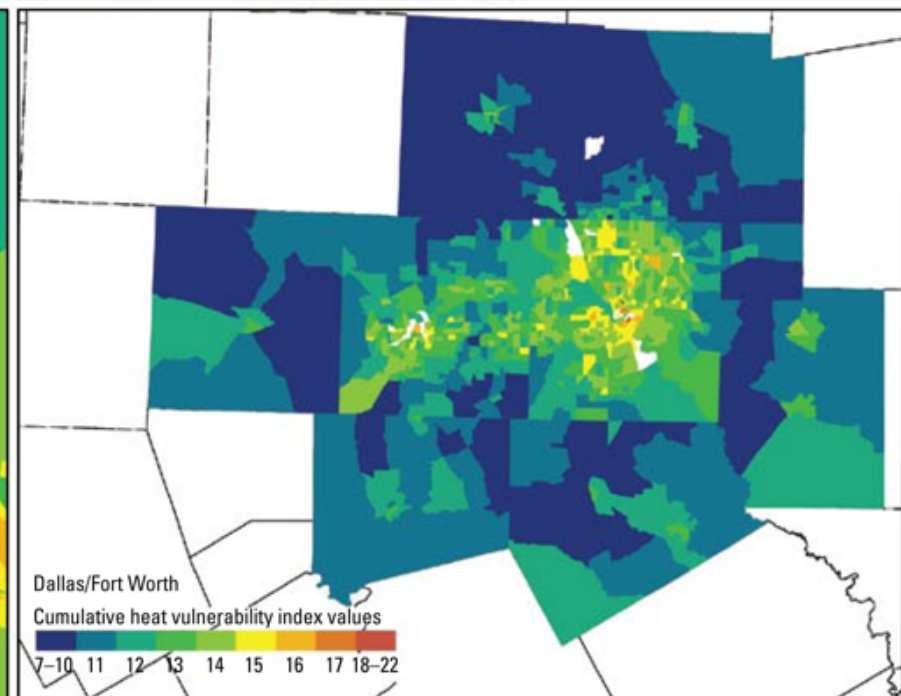 Dallas/Fort Worth
Cumulative heat vulnerability index values
7–10 11 12 13 14 15 16 17 18–22